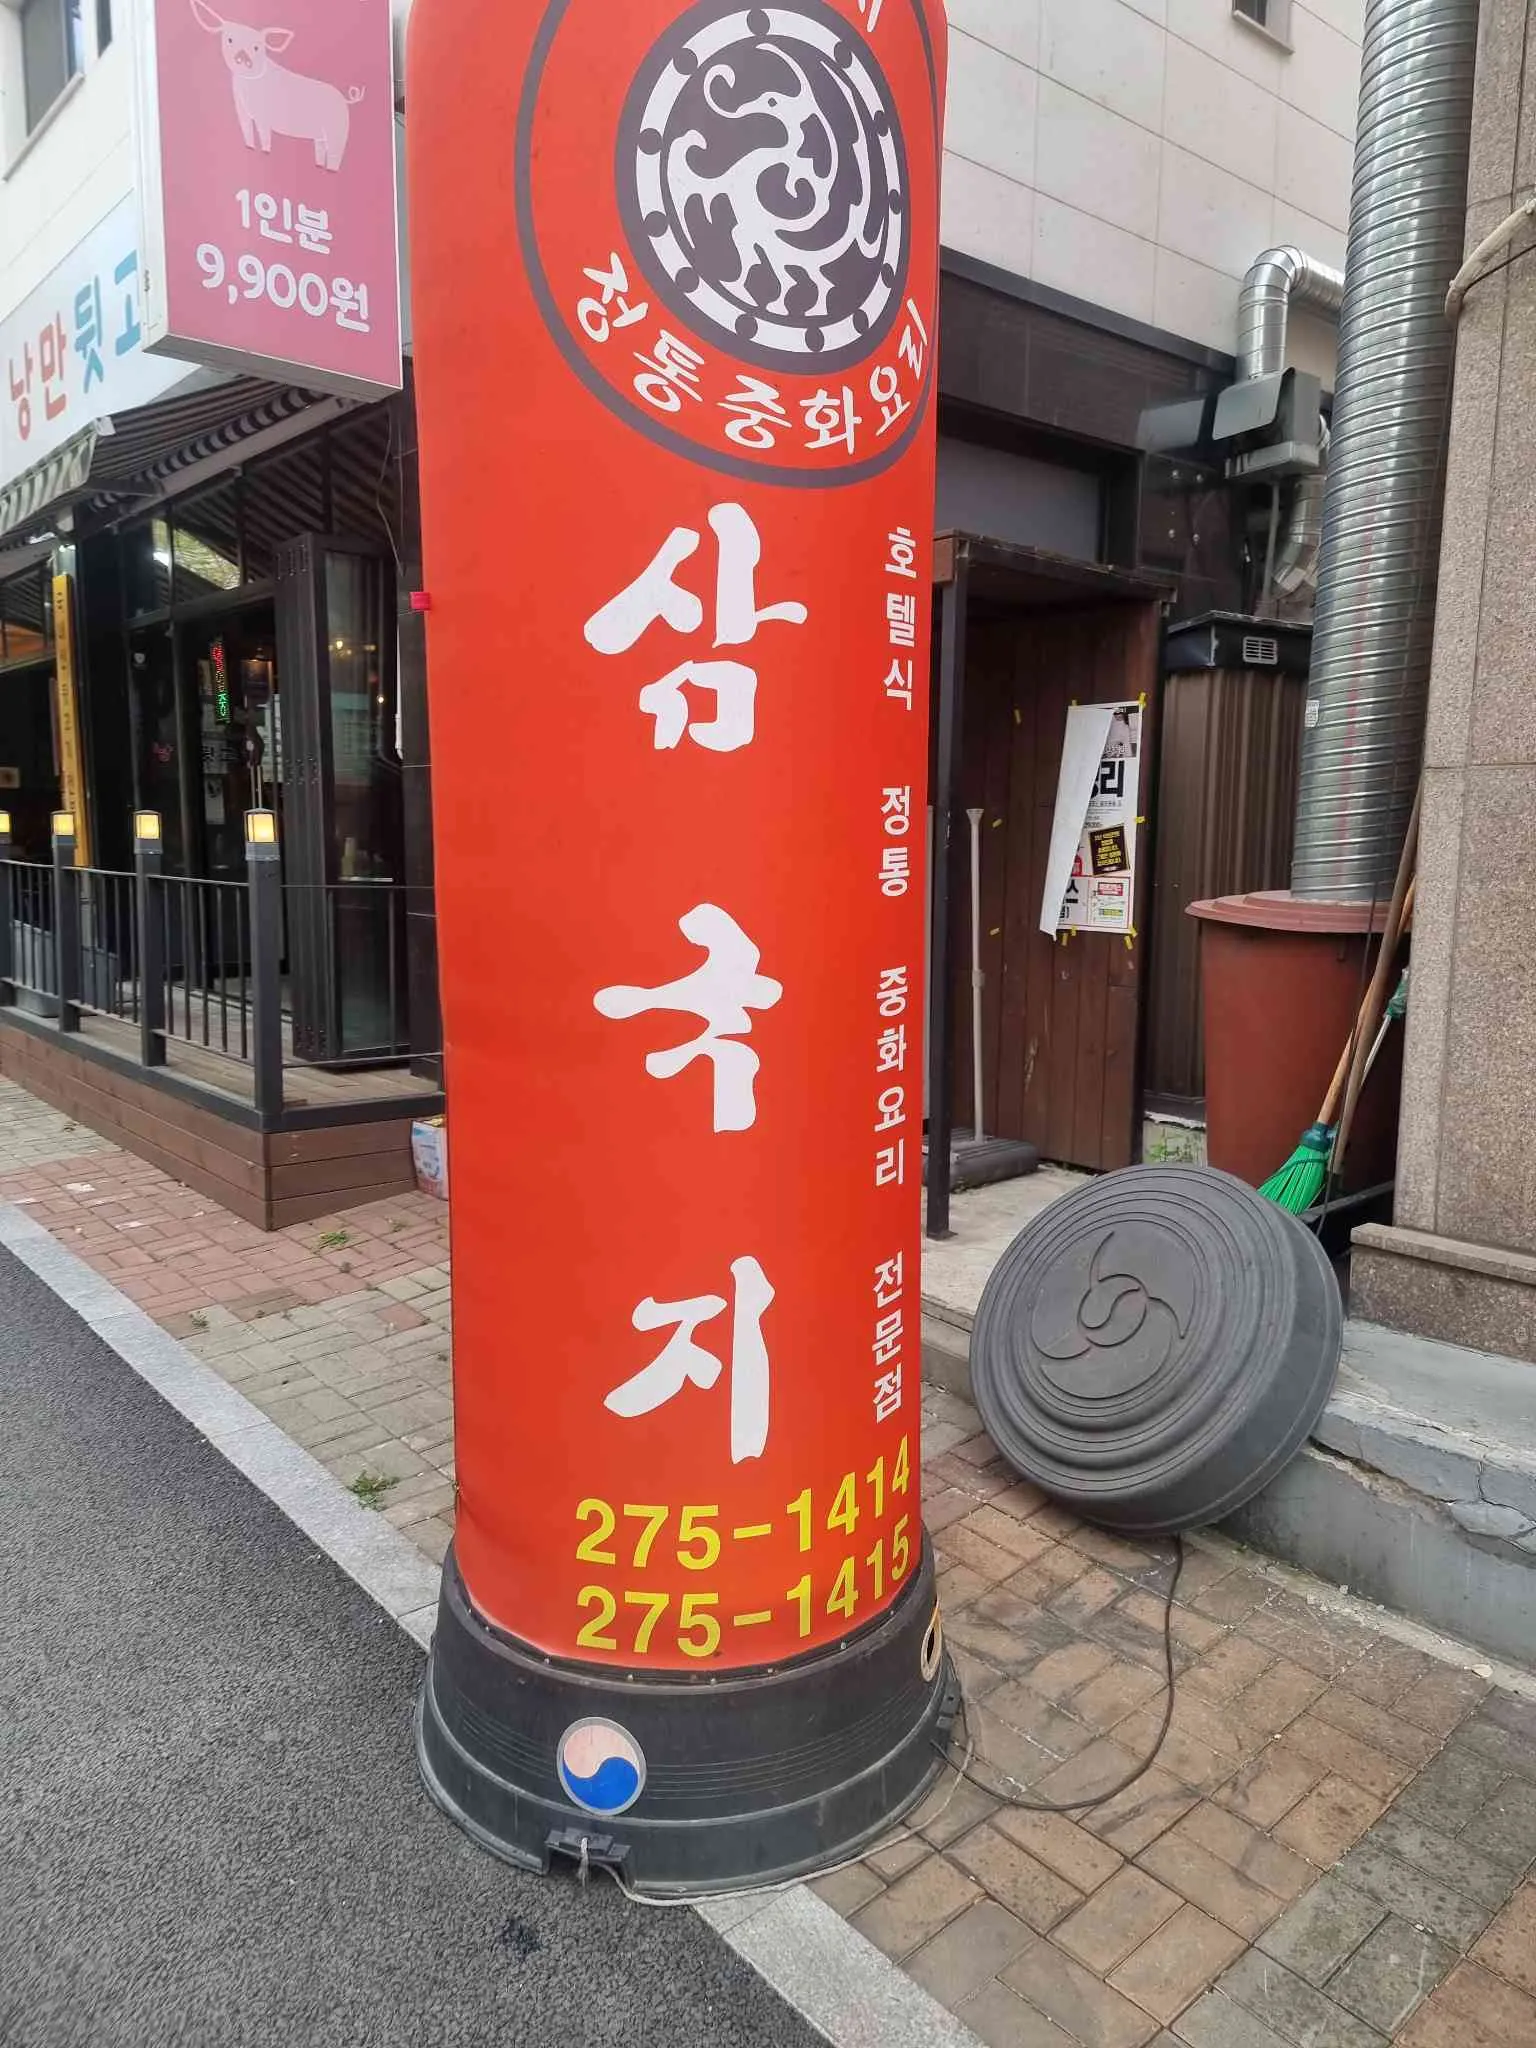 1인분
9,900원
낭만뒷고
정통중화요리
삼국지
호텔식 정통 중화요리 전문점
275-1414
275-1415